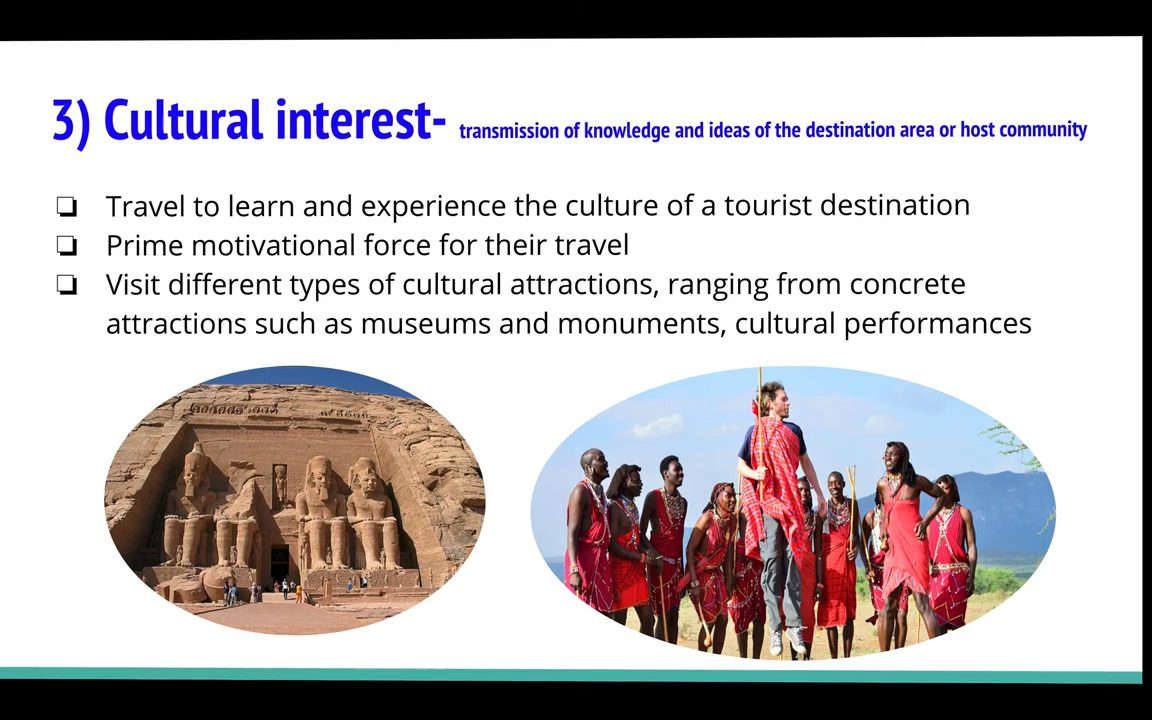 3) Cultural interest- transmission of knowledge and ideas of the destination area or host community
❏ Travel to learn and experience the culture of a tourist destination
❏ Prime motivational force for their travel
❏ Visit different types of cultural attractions, ranging from concrete
attractions such as museums and monuments, cultural performances